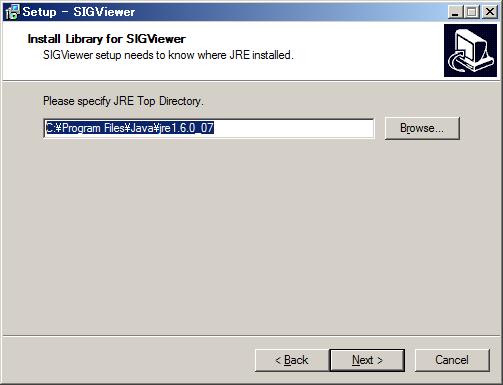 Setup - SIGViewer
Install Library for SIGViewer
SIGViewer setup needs to know where JRE installed.
Please specify JRE Top Directory.
C:¥Program Files¥Java¥jre1.6.0_07
Browse...
< Back
Next >
Cancel